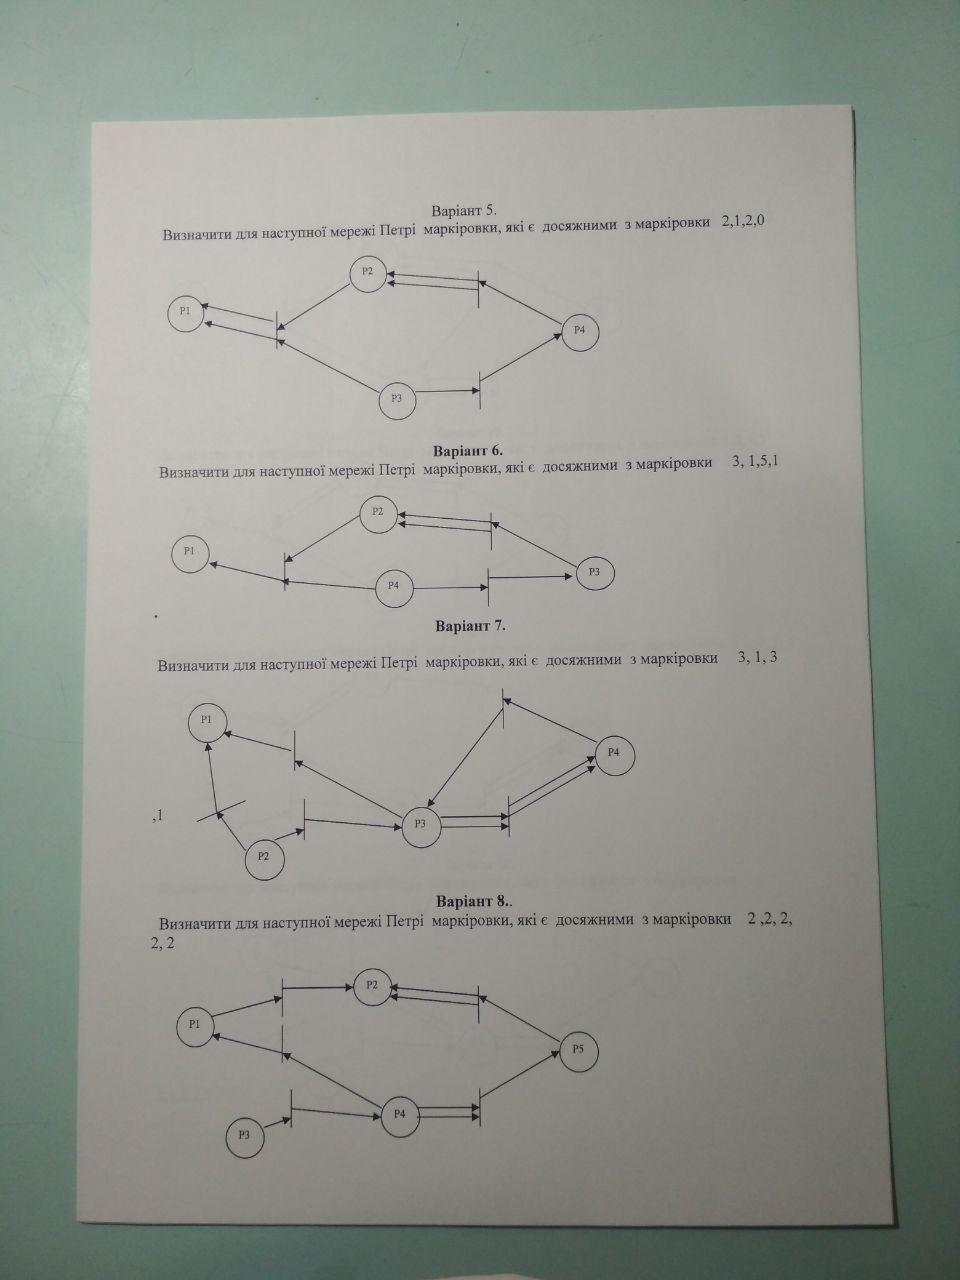 Варіант 5.
Визначити для наступної мережі Петрі маркіровки, які є досяжними з маркіровки 2,1,2,0
P2
P1
P4
P3
Варіант 6.
Визначити для наступної мережі Петрі маркіровки, які є досяжними з маркіровки 3, 1,5,1
P2
P1
P4
P3
Варіант 7.
Визначити для наступної мережі Петрі маркіровки, які є досяжними з маркіровки 3, 1, 3
P1
P4
,1
P3
P2
Варіант 8..
Визначити для наступної мережі Петрі маркіровки, які є досяжними з маркіровки 2 ,2, 2,
2, 2
P2
P1
P5
P4
P3